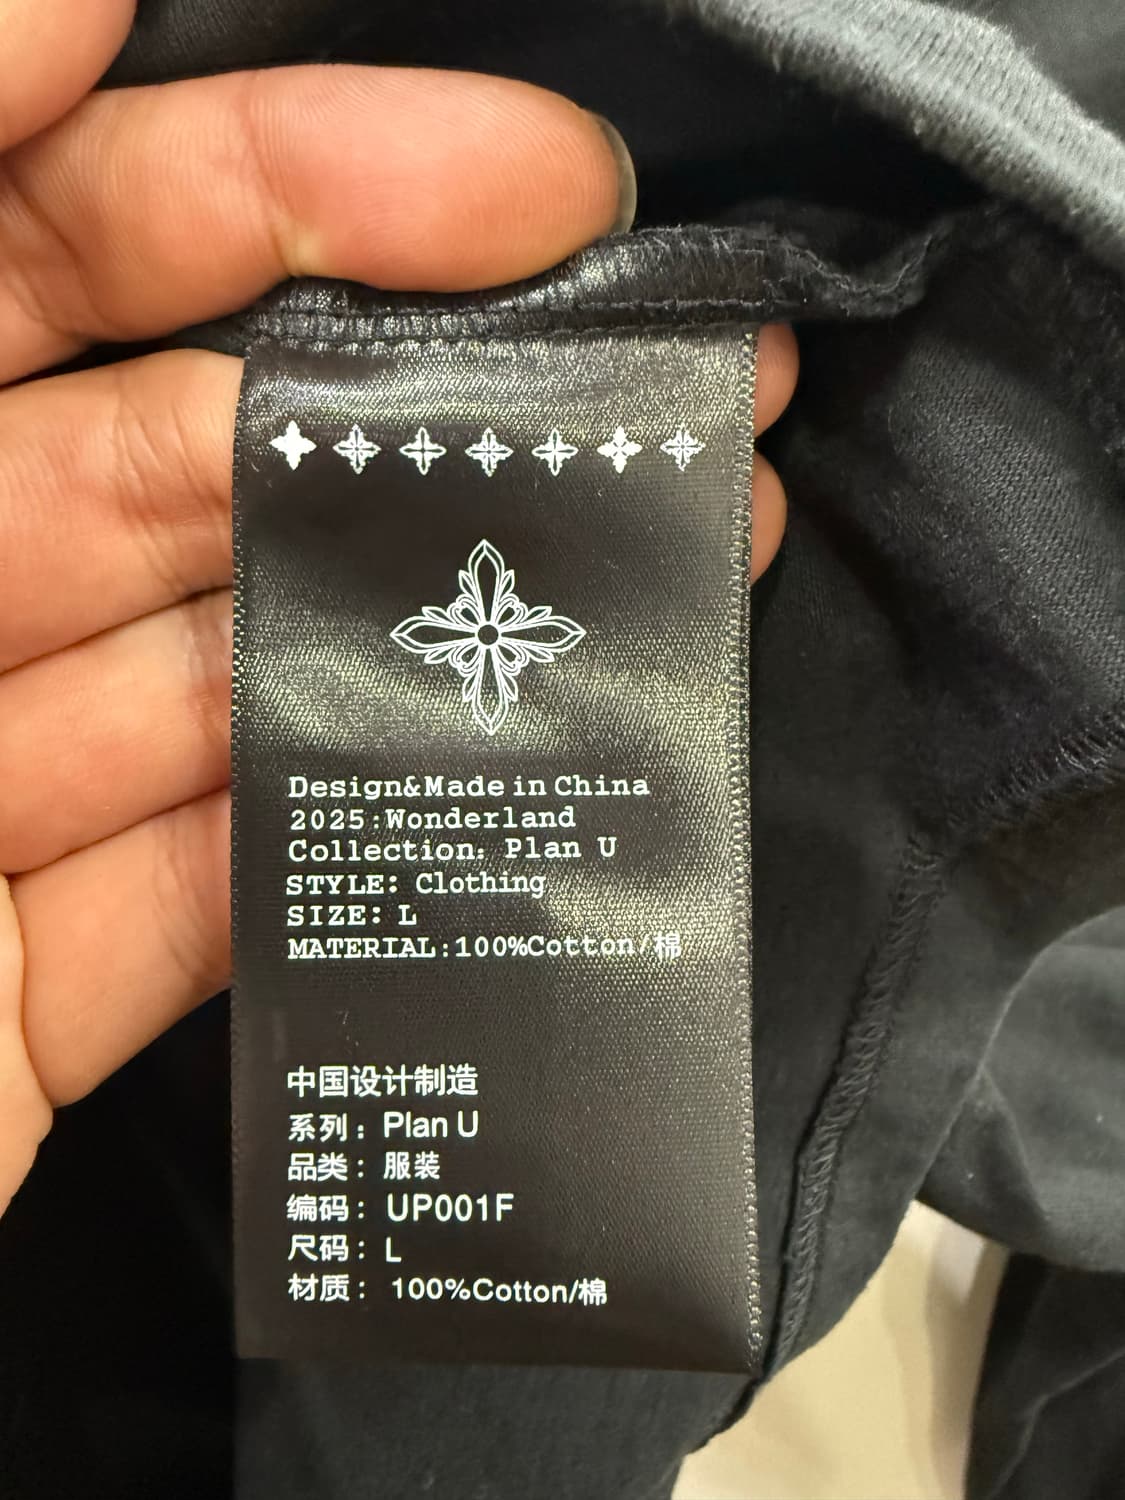 Design&Made in China
2025:Wonderland
Collection: Plan U
STYLE: Clothing
SIZE: L
MATERIAL:100%Cotton/棉
中国设计制造
系列：Plan U
品类：服装
编码：UP001F
尺码：L
材质：100%Cotton/棉